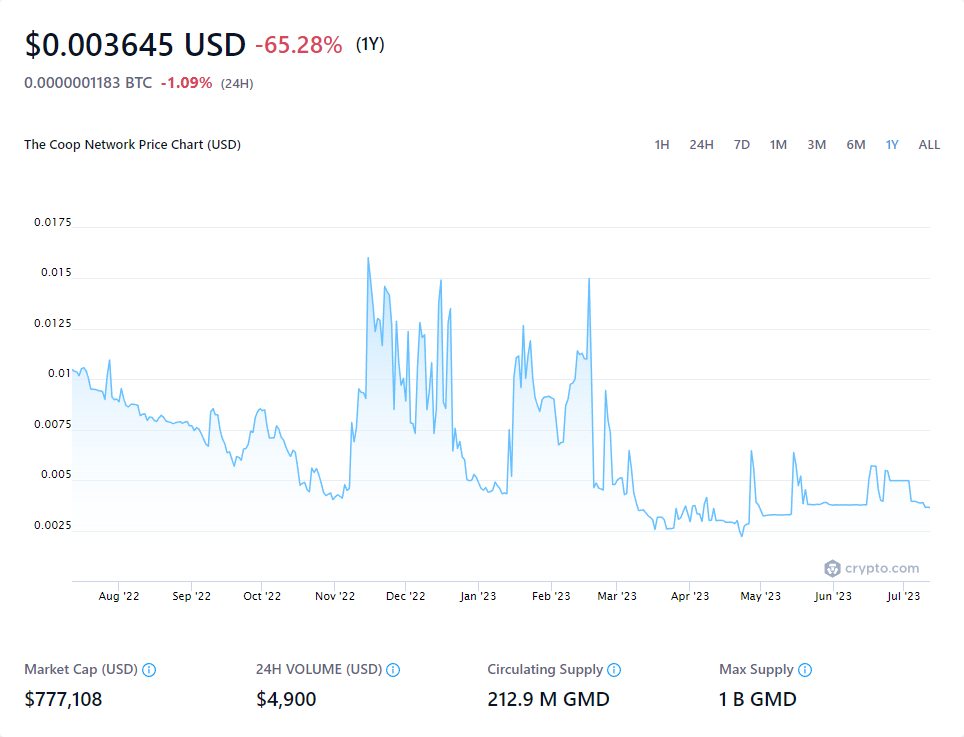 $0.003645 USD -65.28% (1Y)
0.0000001183 BTC -1.09% (24H)
The Coop Network Price Chart (USD) 1H 24H 7D 1M 3M 6M 1Y ALL
0.0175
0.015
0.0125
0.01
0.0075
0.005
0.0025
crypto.com
Aug '22 Sep '22 Oct '22 Nov '22 Dec '22 Jan '23 Feb '23 Mar '23 Apr '23 May '23 Jun '23 Jul '23
Market Cap (USD) 24H VOLUME (USD) Circulating Supply Max Supply
$777,108 $4,900 212.9 M GMD 1 B GMD